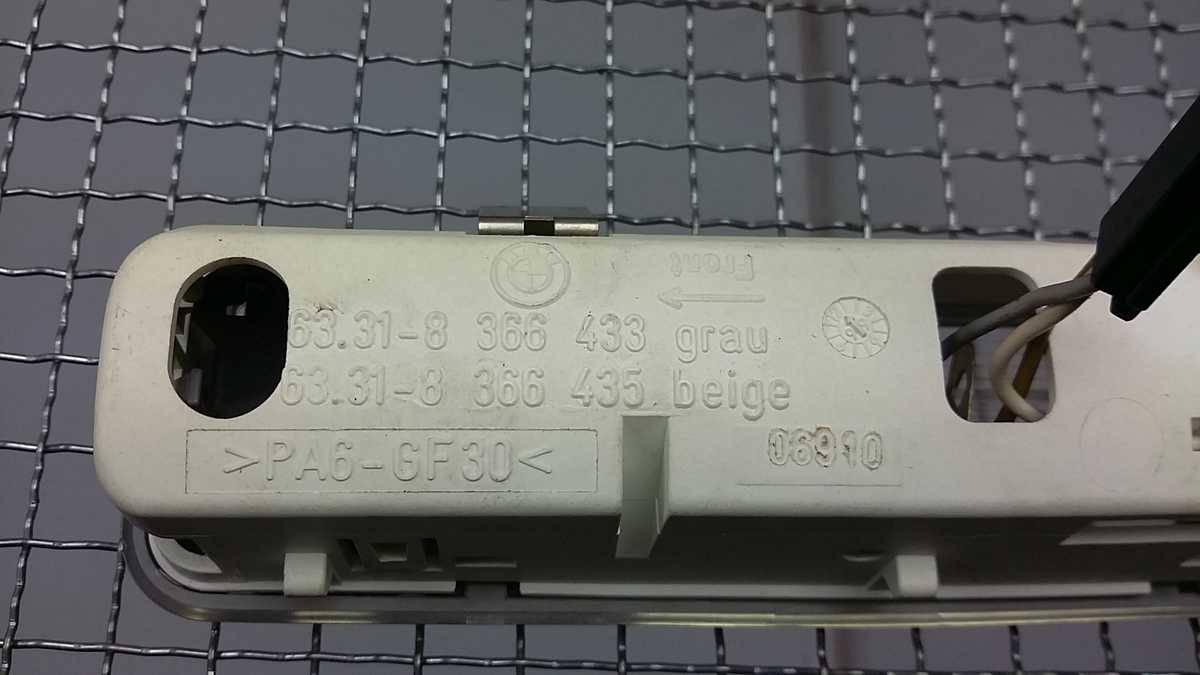 Front
63.31-8 366 433 grau
63.31-8 366 435 beige
>PA6-GF30<
06910